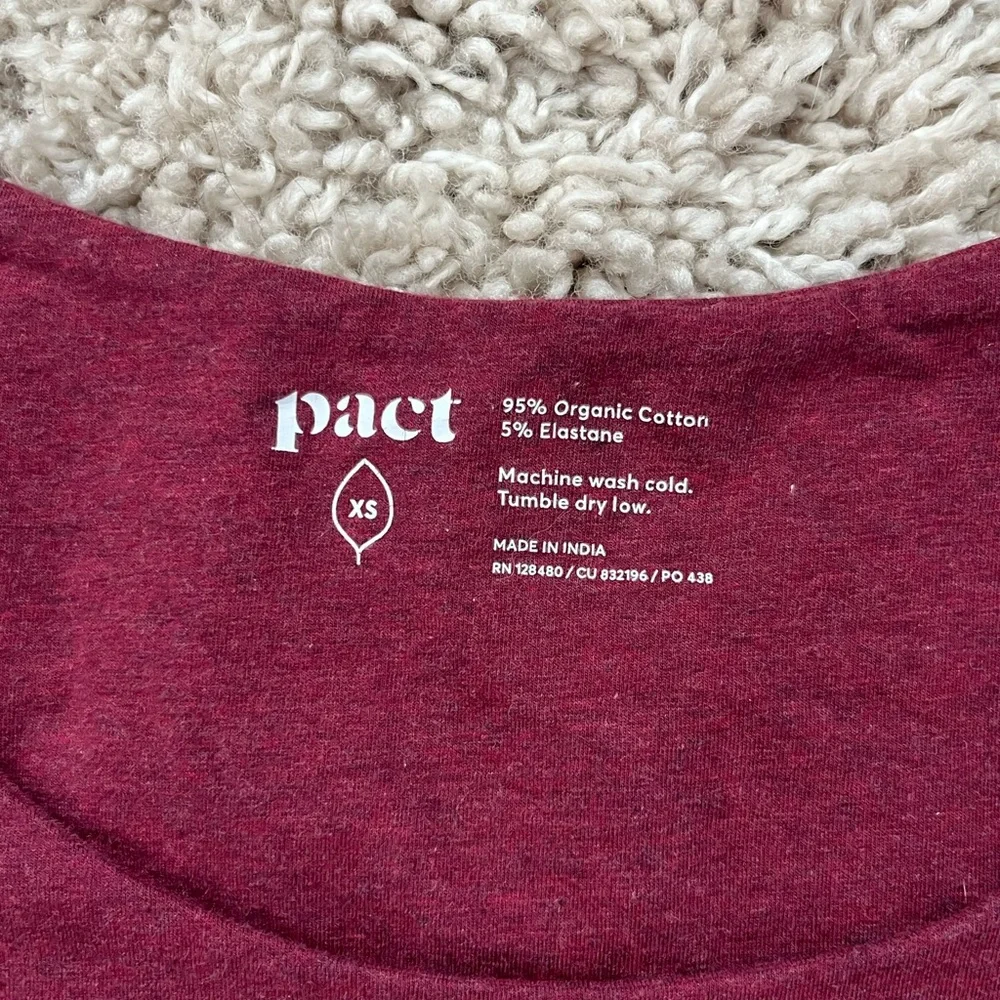 pact
XS
95% Organic Cotton
5% Elastane
Machine wash cold.
Tumble dry low.
MADE IN INDIA
RN 128480 / CU 832196 / PO 438